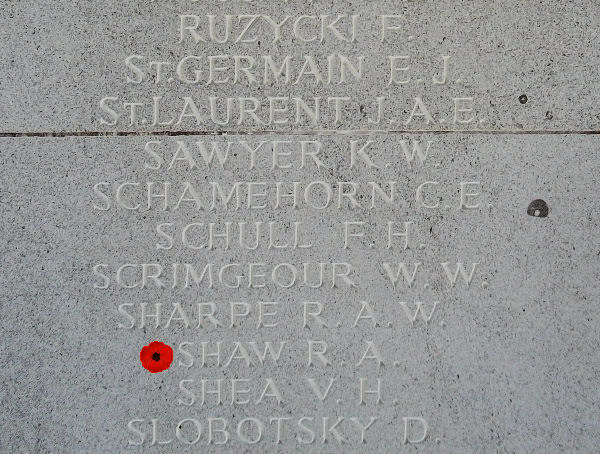 RUZYCKI F.
ST.GERMAIN E.J.
ST.LAURENT J.A.E.
SAWYER K.W.
SCHAMEHORN C.E.
SCHULL F.H.
SCRIMGEOUR W.W.
SHARPE R.A.W.
SHAW R.A.
SHEA V.H.
SLOBOTSKY D.